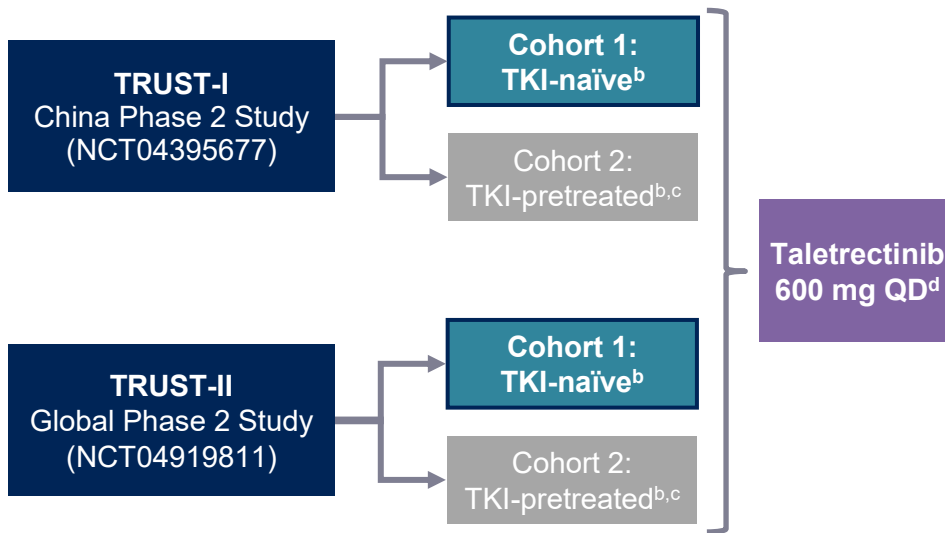 TRUST-I
China Phase 2 Study
(NCT04395677)
Cohort 1:
TKI-naïveᵇ
Cohort 2:
TKI-pretreatedᵇ,ᶜ
TRUST-II
Global Phase 2 Study
(NCT04919811)
Cohort 1:
TKI-naïveᵇ
Cohort 2:
TKI-pretreatedᵇ,ᶜ
Taletrectinib
600 mg QDᵈ